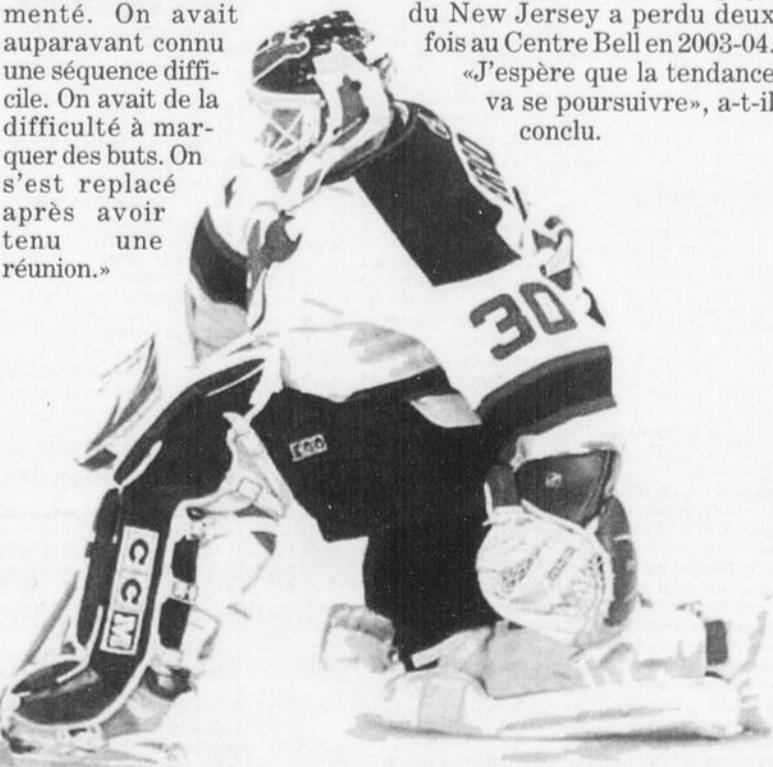 menté. On avait
auparavant connu
une séquence diffi-
cile. On avait de la
difficulté à mar-
quer des buts. On
s'est replacé
après avoir
tenu une
réunion.»
du New Jersey a perdu deux
fois au Centre Bell en 2003-04.
«J'espère que la tendance
va se poursuivre», a-t-il
conclu.
30
CCM